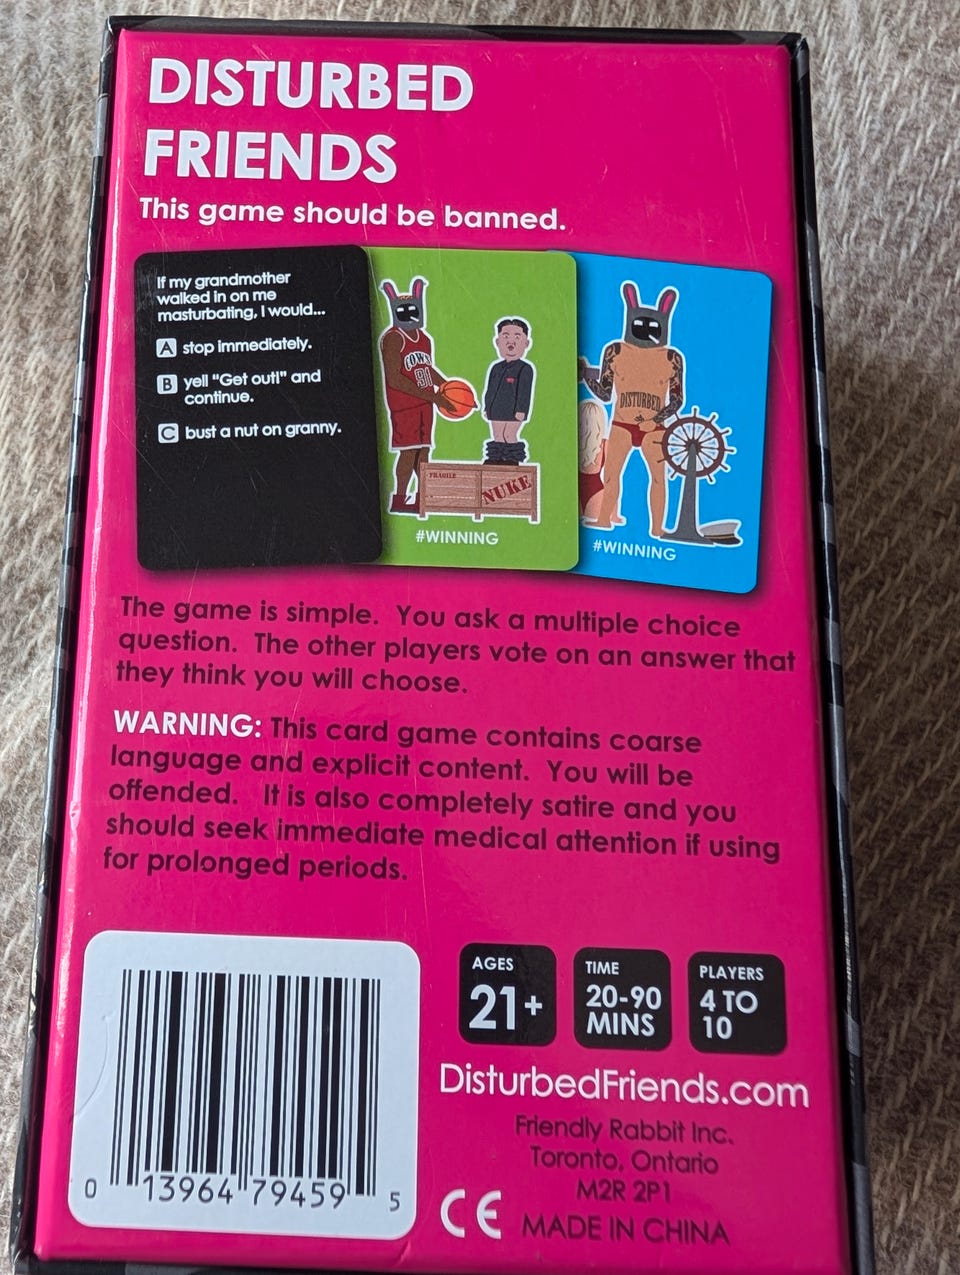 DISTURBED
FRIENDS
This game should be banned.
If my grandmother
walked in on me
masturbating, I would...
A stop immediately.
B yell "Get out!" and
continue.
C bust a nut on granny.
COWS
91
FRAGILE
NUKE
#WINNING
DISTURBED
#WINNING
The game is simple. You ask a multiple choice
question. The other players vote on an answer that
they think you will choose.
WARNING: This card game contains coarse
language and explicit content. You will be
offended. It is also completely satire and you
should seek immediate medical attention if using
for prolonged periods.
AGES
21+
TIME
20-90
MINS
PLAYERS
4 TO
10
DisturbedFriends.com
Friendly Rabbit Inc.
Toronto, Ontario
M2R 2P1
CE MADE IN CHINA
0 13964 79459 5